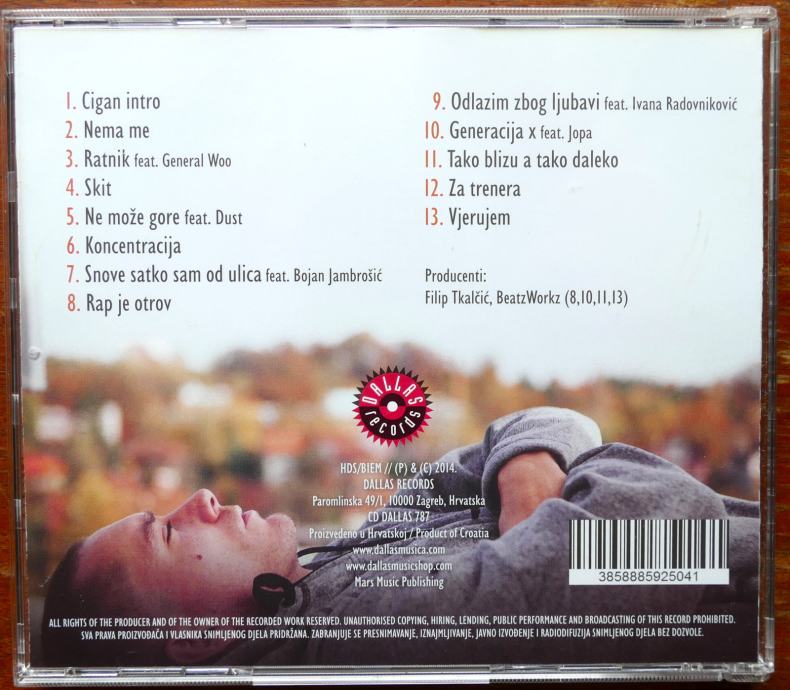 1. Cigan intro
2. Nema me
3. Ratnik feat. General Woo
4. Skit
5. Ne može gore feat. Dust
6. Koncentracija
7. Snove satko sam od ulica feat. Bojan Jambrošić
8. Rap je otrov
9. Odlazim zbog ljubavi feat. Ivana Radovniković
10. Generacija x feat. Jopa
11. Tako blizu a tako daleko
12. Za trenera
13. Vjerujem
Producenti:
Filip Tkalčić, BeatzWorkz (8,10,11,13)
DALLAS
records
HDS/BIEM // (P) & (C) 2014.
DALLAS RECORDS
Paromlinska 49/1, 10000 Zagreb, Hrvatska
CD DALLAS 787
Proizvedeno u Hrvatskoj / Product of Croatia
www.dallasmusica.com
www.dallasmusicshop.com
Mars Music Publishing
3858885925041
ALL RIGHTS OF THE PRODUCER AND OF THE OWNER OF THE RECORDED WORK RESERVED. UNAUTHORISED COPYING, HIRING, LENDING, PUBLIC PERFORMANCE AND BROADCASTING OF THIS RECORD PROHIBITED.
SVA PRAVA PROIZVOĐAČA I VLASNIKA SNIMLJENOG DJELA PRIDRŽANA. ZABRANJUJE SE PRESNIMAVANJE, IZNAJMLJIVANJE, JAVNO IZVOĐENJE I RADIODIFUZIJA SNIMLJENOG DJELA BEZ DOZVOLE.